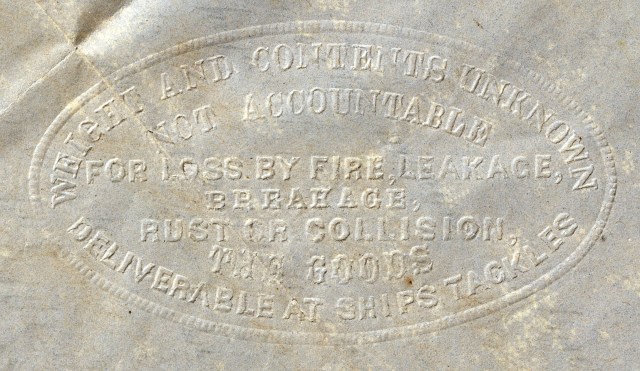 WEIGHT AND CONTENTS UNKNOWN
NOT ACCOUNTABLE
FOR LOSS BY FIRE, LEAKAGE,
BREAKAGE,
RUST OR COLLISION,
THE GOODS
DELIVERABLE AT SHIPS TACKLES